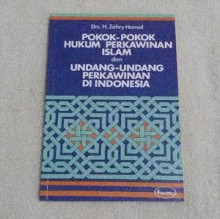 Drs. H. Zahry Hamid
POKOK-POKOK
HUKUM PERKAWINAN
ISLAM
dan
UNDANG-UNDANG
PERKAWINAN
DI INDONESIA